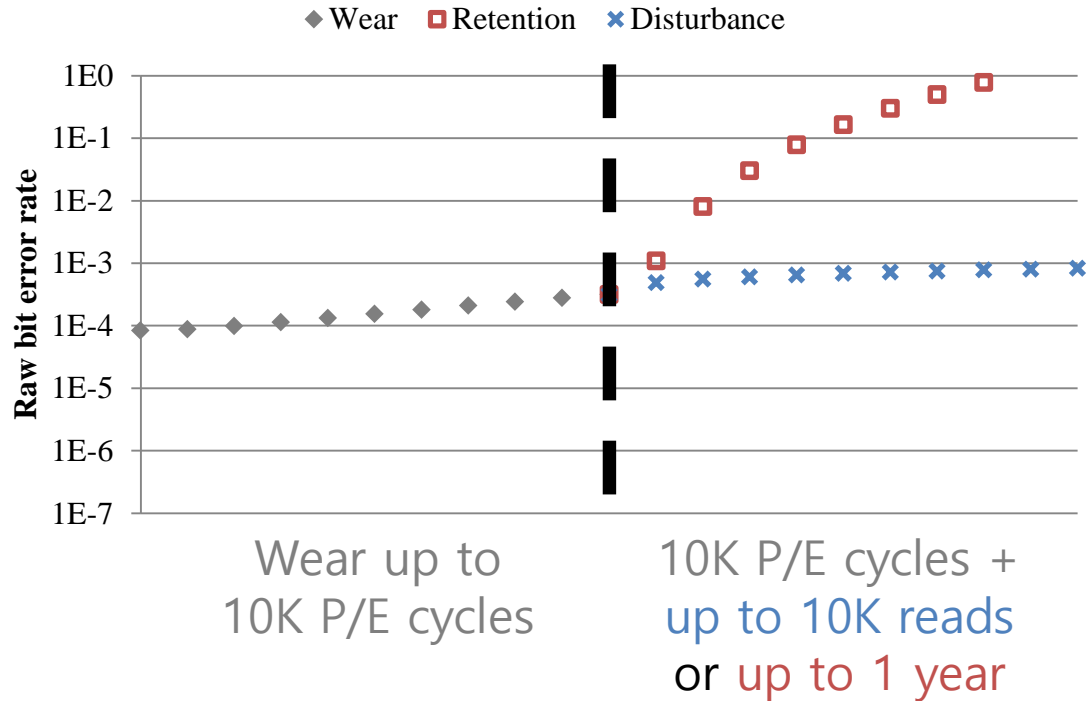 Wear Retention Disturbance
1E0
1E-1
1E-2
1E-3
1E-4
1E-5
1E-6
1E-7
Raw bit error rate
Wear up to
10K P/E cycles
10K P/E cycles +
up to 10K reads
or up to 1 year